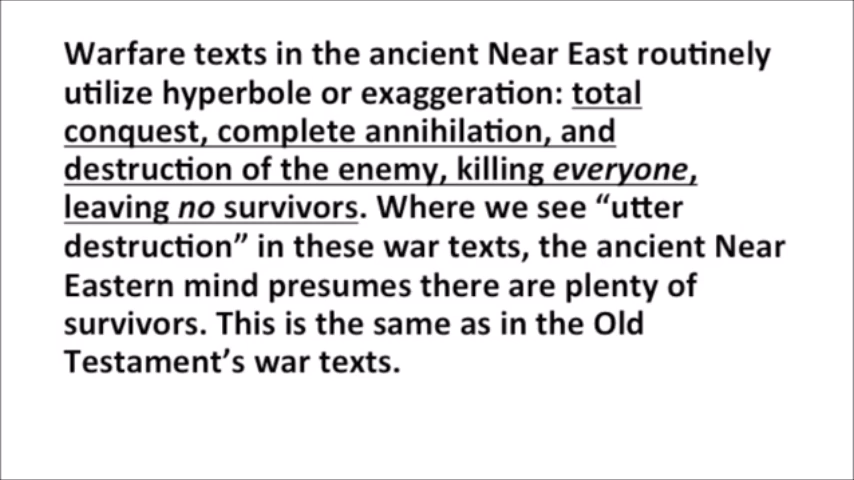 Warfare texts in the ancient Near East routinely
utilize hyperbole or exaggeration: total
conquest, complete annihilation, and
destruction of the enemy, killing everyone,
leaving no survivors. Where we see “utter
destruction” in these war texts, the ancient Near
Eastern mind presumes there are plenty of
survivors. This is the same as in the Old
Testament’s war texts.